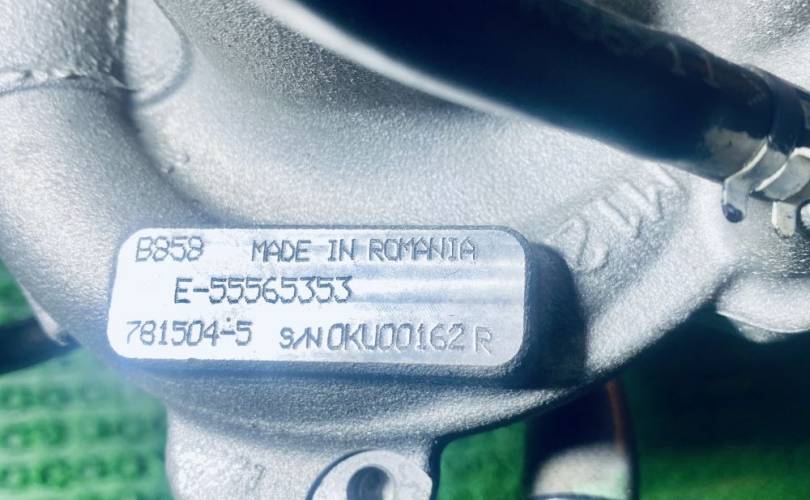 B858 MADE IN ROMANIA
E-55565353
781504-5 S/N 0KU00162 R